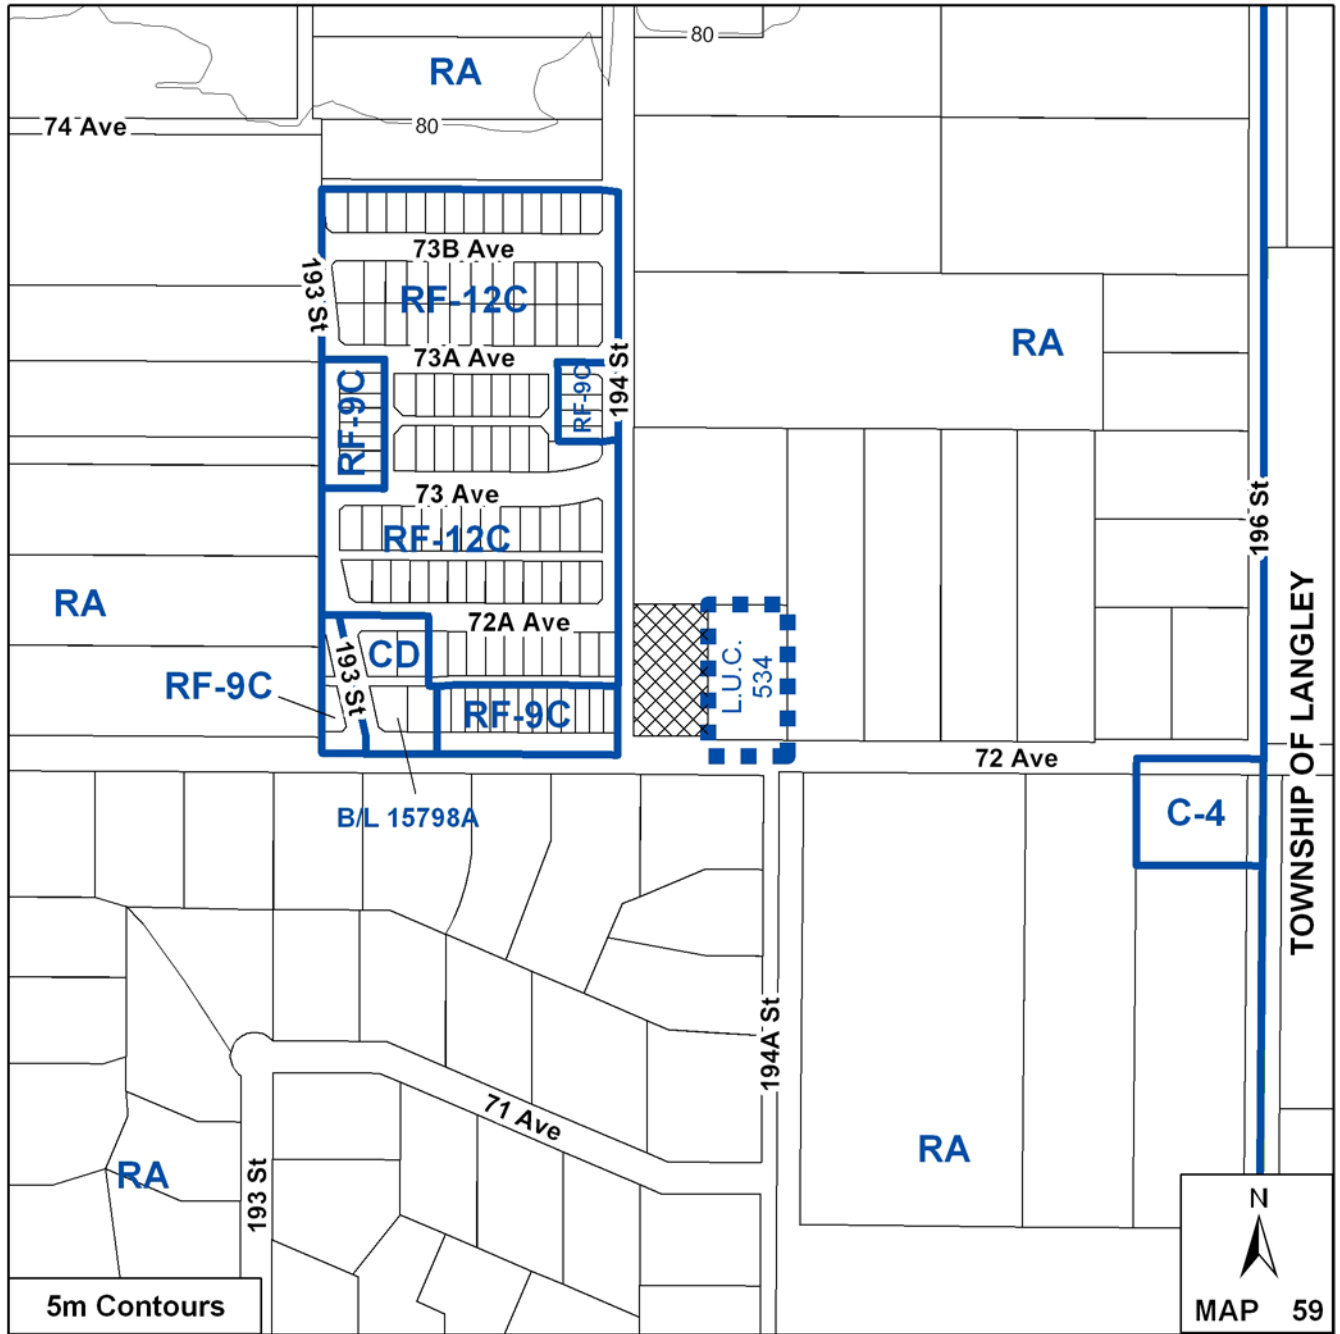 80
RA
74 Ave
80
73B Ave
193 St
RF-12C
RA
73A Ave
194 St
RF-9C
RF-9C
73 Ave
RF-12C
196 St
RA
72A Ave
CD
193 St
L.U.C.
534
RF-9C
RF-9C
72 Ave
TOWNSHIP OF LANGLEY
B/L 15798A
C-4
194A St
71 Ave
RA
RA
193 St
N
5m Contours
MAP 59